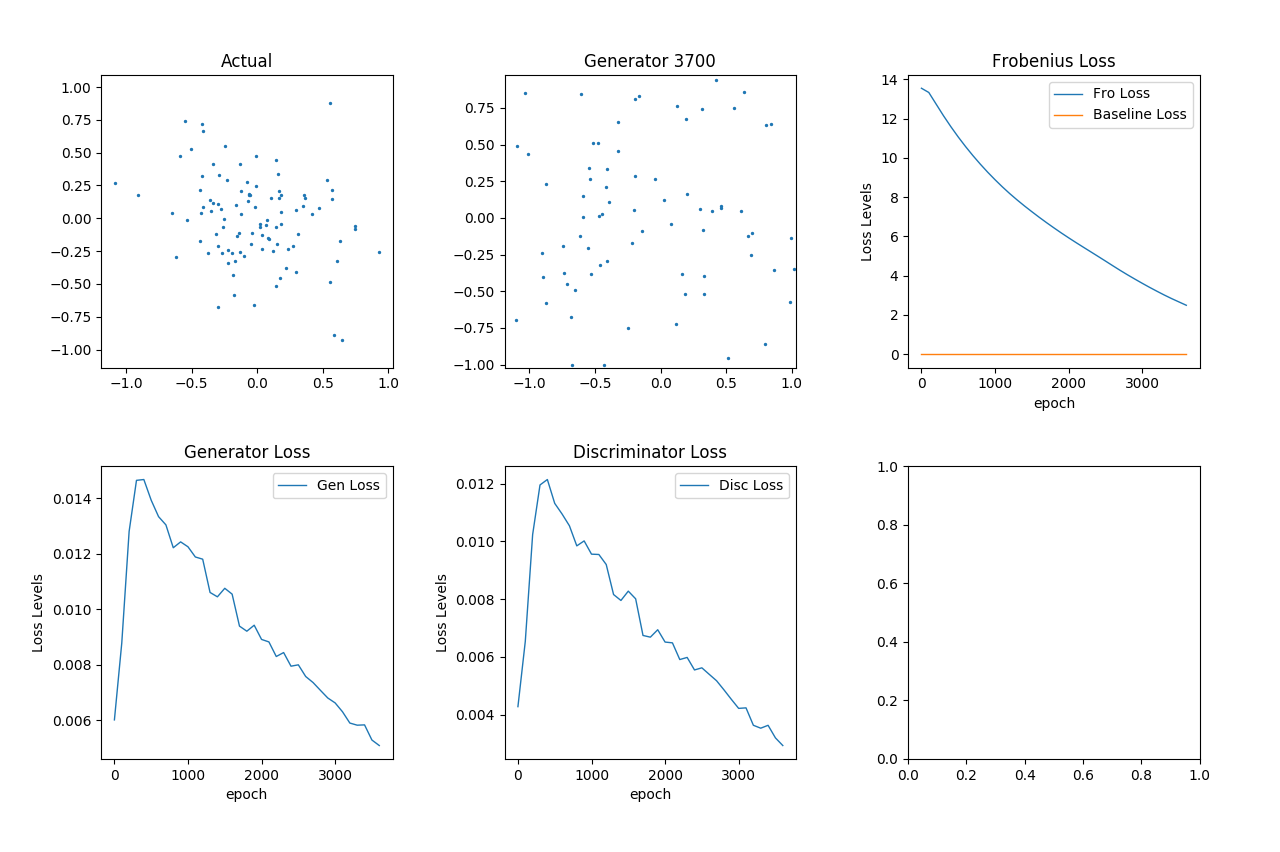 Actual
1.00
0.75
0.50
0.25
0.00
−0.25
−0.50
−0.75
−1.00
−1.0 −0.5 0.0 0.5 1.0
Generator 3700
0.75
0.50
0.25
0.00
−0.25
−0.50
−0.75
−1.00
−1.0 −0.5 0.0 0.5 1.0
Frobenius Loss
Fro Loss
Baseline Loss
Loss Levels
14
12
10
8
6
4
2
0
0 1000 2000 3000
epoch
Generator Loss
Gen Loss
Loss Levels
0.014
0.012
0.010
0.008
0.006
0 1000 2000 3000
epoch
Discriminator Loss
Disc Loss
Loss Levels
0.012
0.010
0.008
0.006
0.004
0 1000 2000 3000
epoch
1.0
0.8
0.6
0.4
0.2
0.0
0.0 0.2 0.4 0.6 0.8 1.0